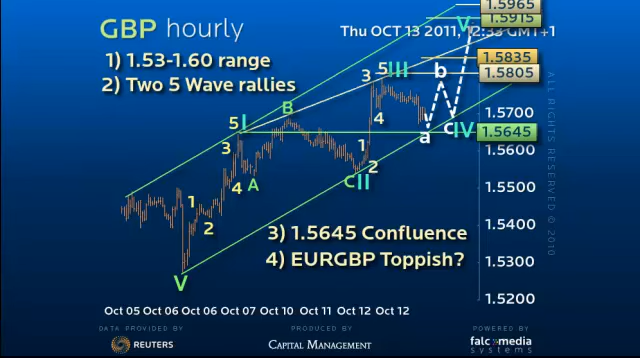 1.5965
GBP hourly
1.5915
V
Thu OCT 13 2011, 12:33 GMT+1
1) 1.53-1.60 range
1.5835
2) Two 5 Wave rallies
3
5
III
b
1.5805
B
4
1.5700
5
I
a
c
IV
1.5645
3
1
1.5600
4
A
2
C
II
1.5500
1
2
3) 1.5645 Confluence
1.5400
4) EURGBP Toppish?
1.5300
V
1.5200
Oct 05 Oct 06 Oct 06 Oct 07 Oct 10 Oct 11 Oct 12 Oct 12
ALL RIGHTS RESERVED © 2010
DATA PROVIDED BY
PRODUCED BY
POWERED BY
REUTERS
CAPITAL MANAGEMENT
falc media
systems